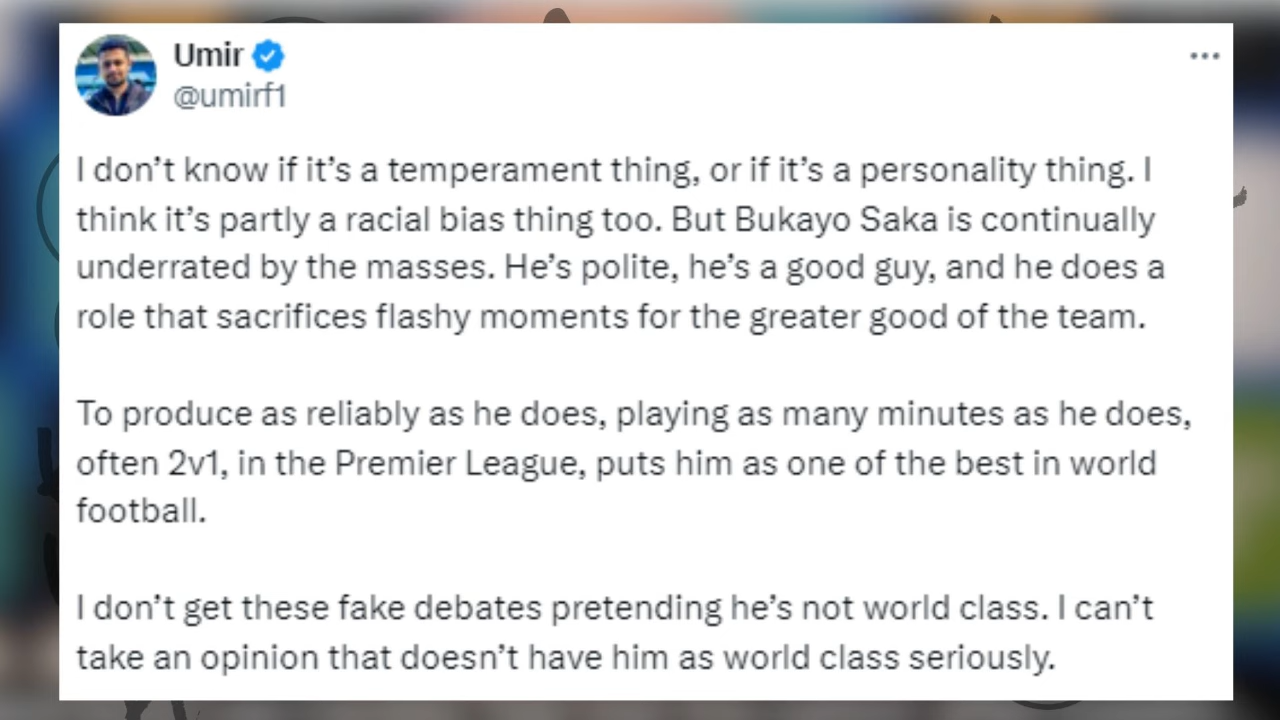 Umir
@umirf1
I don’t know if it’s a temperament thing, or if it’s a personality thing. I
think it’s partly a racial bias thing too. But Bukayo Saka is continually
underrated by the masses. He’s polite, he’s a good guy, and he does a
role that sacrifices flashy moments for the greater good of the team.
To produce as reliably as he does, playing as many minutes as he does,
often 2v1, in the Premier League, puts him as one of the best in world
football.
I don’t get these fake debates pretending he’s not world class. I can’t
take an opinion that doesn’t have him as world class seriously.